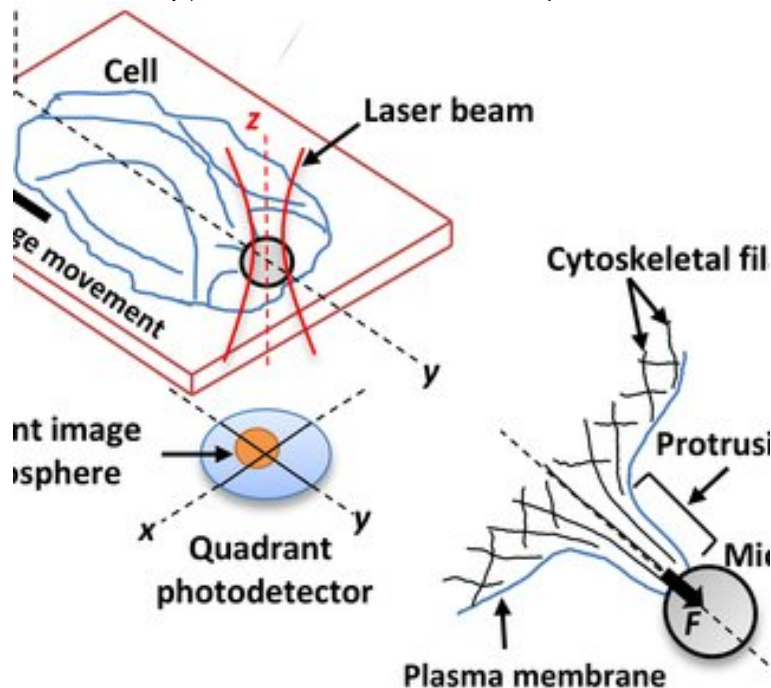 Cell
z
Laser beam
ge movement
y
Cytoskeletal fil
nt image
osphere
x
y
Quadrant
photodetector
Protrusi
Mic
F
Plasma membrane